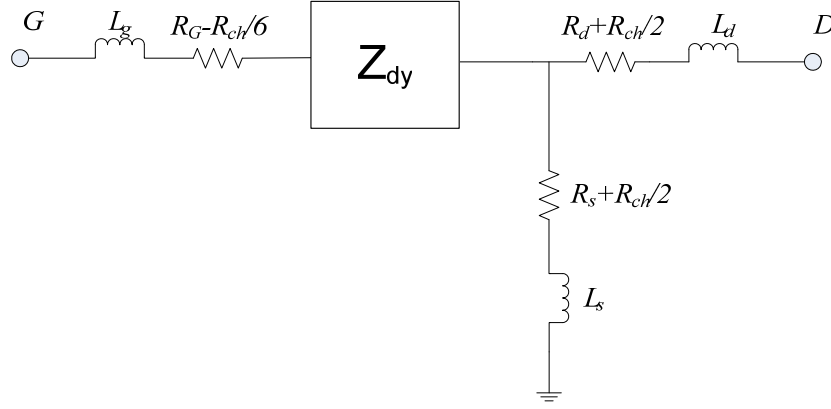 G
Lg
RG-Rch/6
Zdy
Rd+Rch/2
Ld
D
Rs+Rch/2
Ls